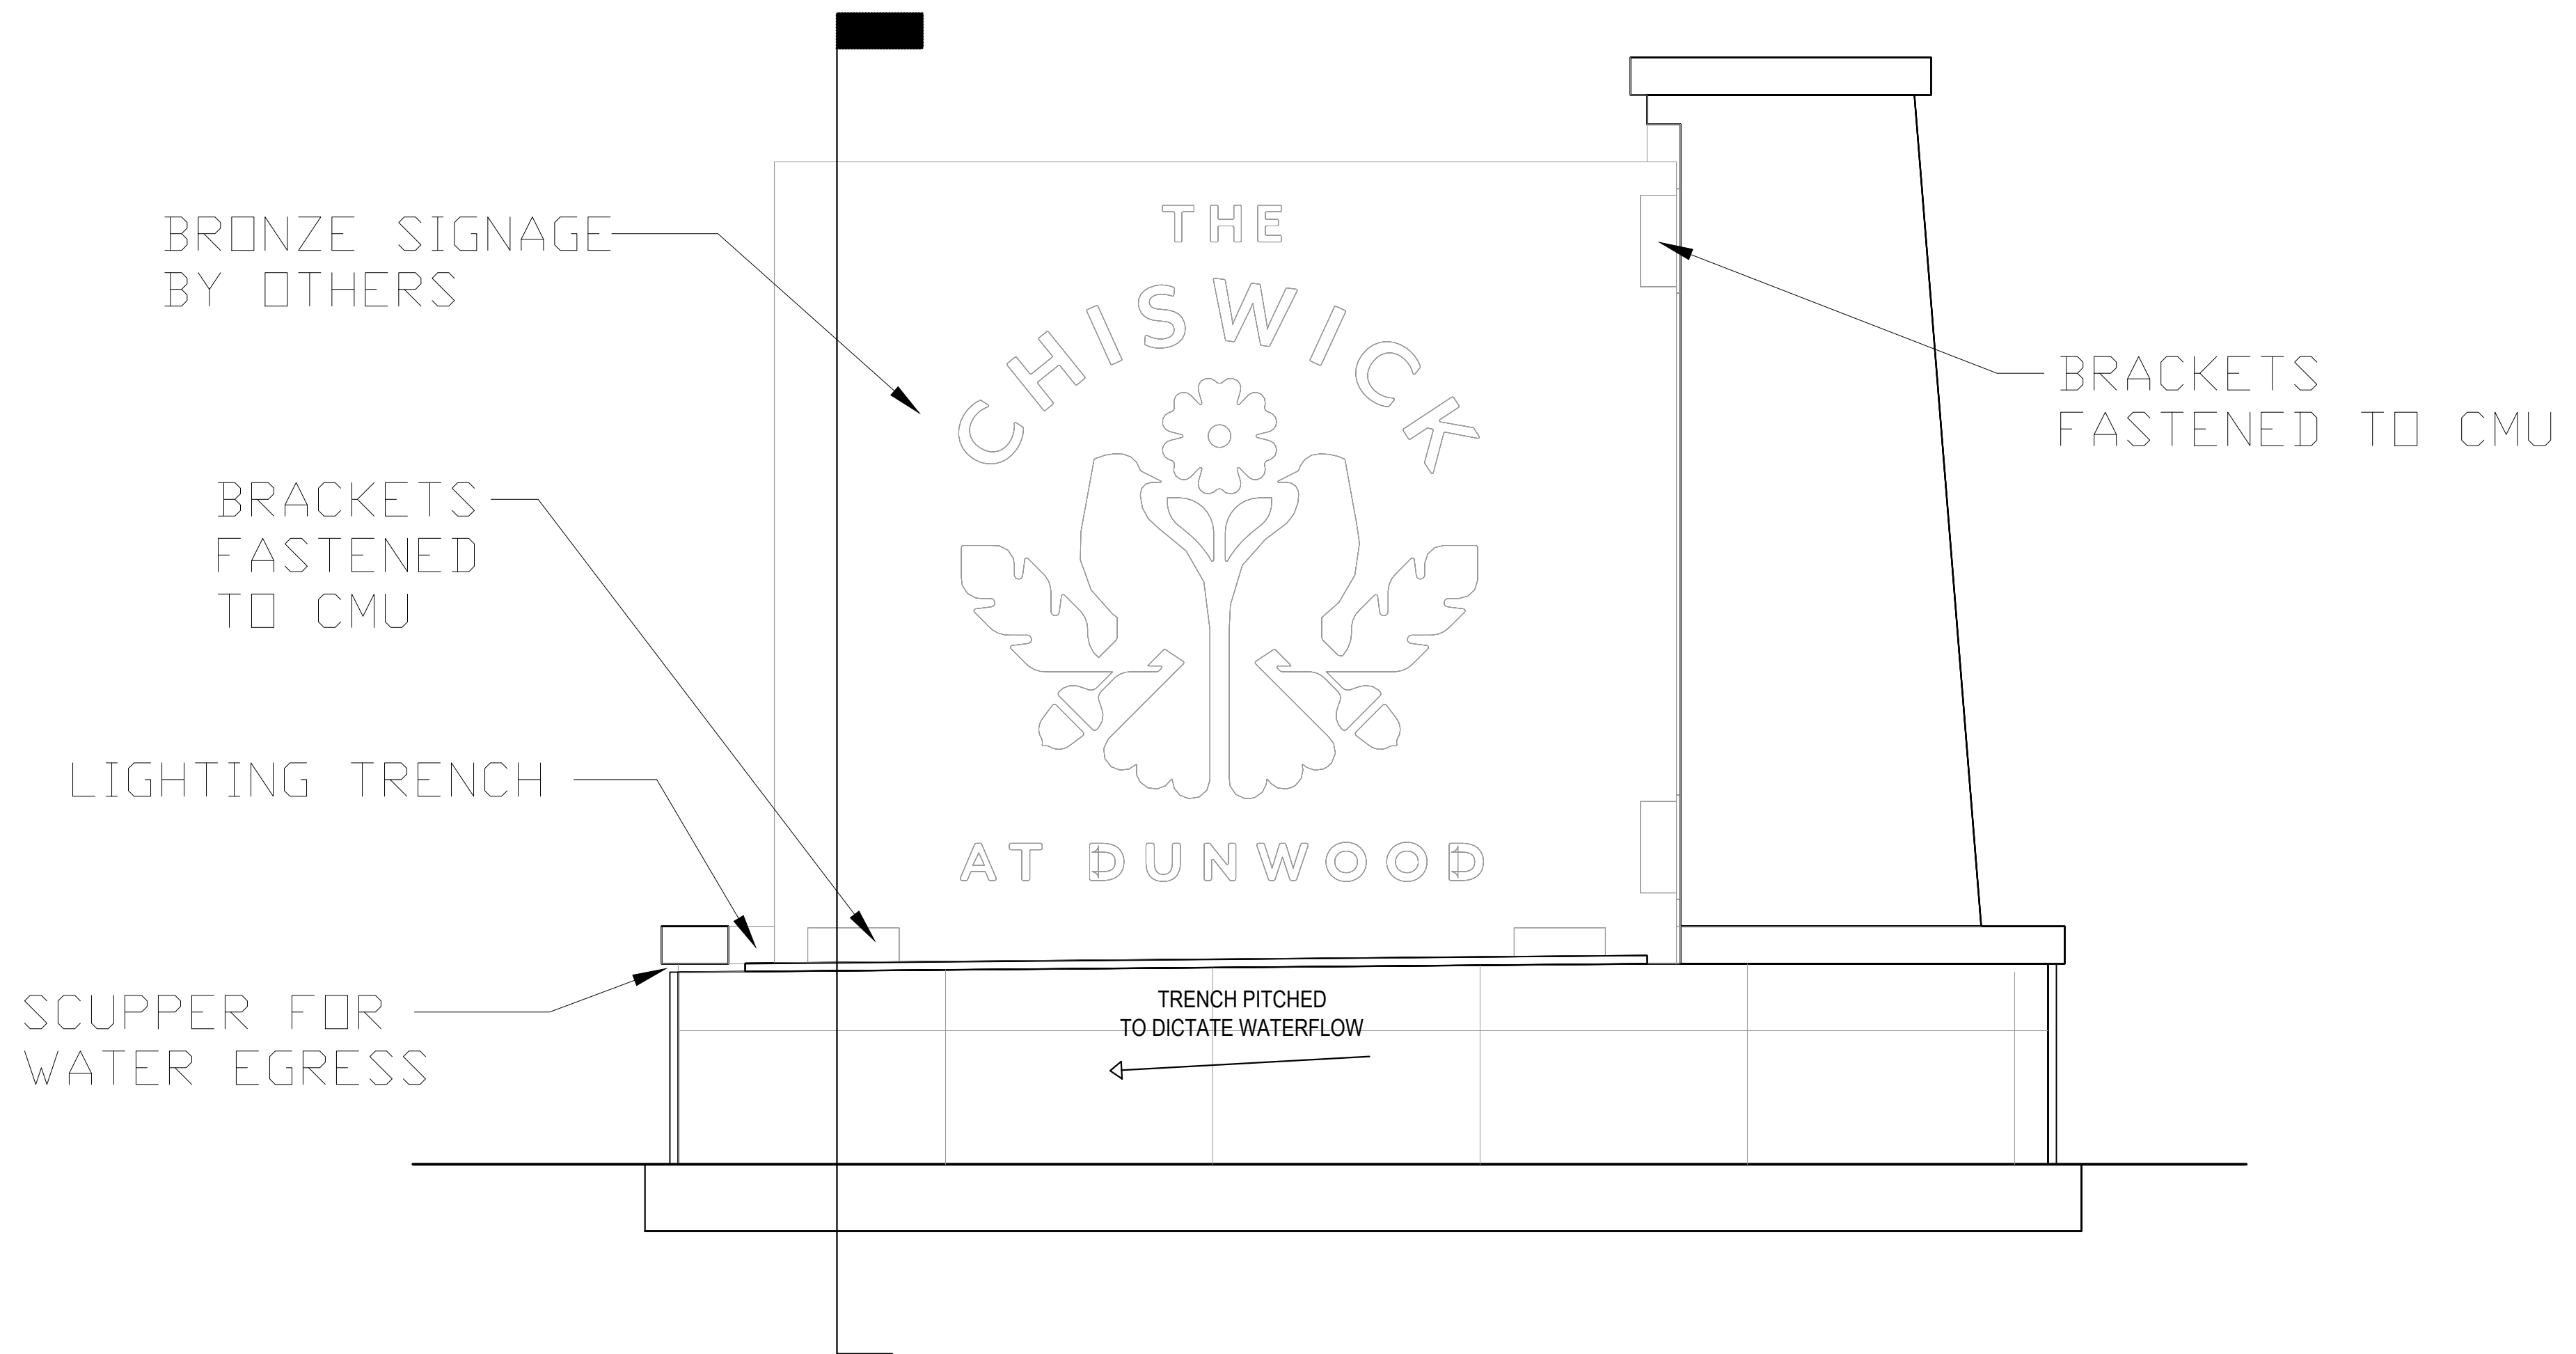 BRONZE SIGNAGE
BY OTHERS
THE
CHISWICK
AT DUNWOOD
BRACKETS
FASTENED TO CMU
BRACKETS
FASTENED
TO CMU
LIGHTING TRENCH
SCUPPER FOR
WATER EGRESS
TRENCH PITCHED
TO DICTATE WATERFLOW